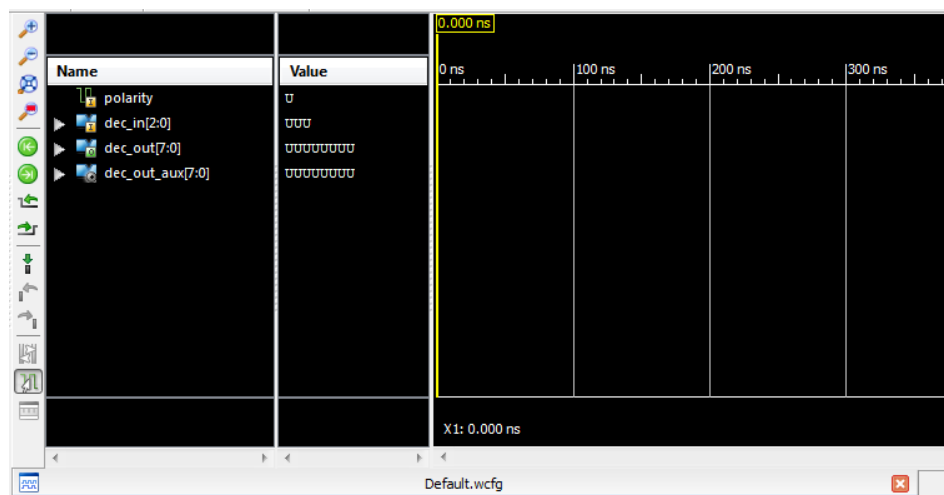 0.000 ns
Name Value
0 ns 100 ns 200 ns 300 ns
polarity U
dec_in[2:0] UUU
dec_out[7:0] UUUUUUUU
dec_out_aux[7:0] UUUUUUUU
X1: 0.000 ns
Default.wcfg